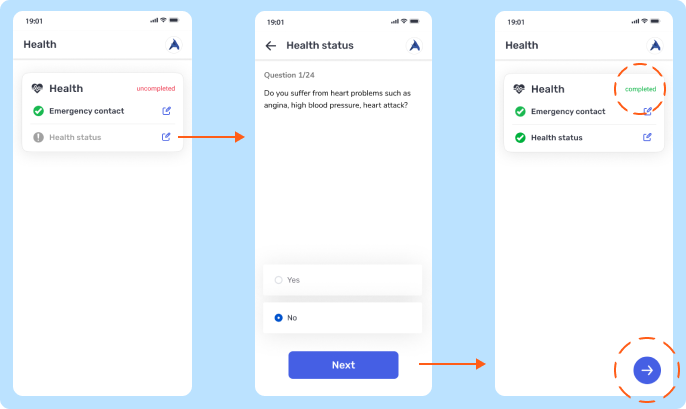 19:01
Health
Health
uncompleted
Emergency contact
Health status
19:01
Health status
Question 1/24
Do you suffer from heart problems such as
angina, high blood pressure, heart attack?
Yes
No
Next
19:01
Health
Health
completed
Emergency contact
Health status